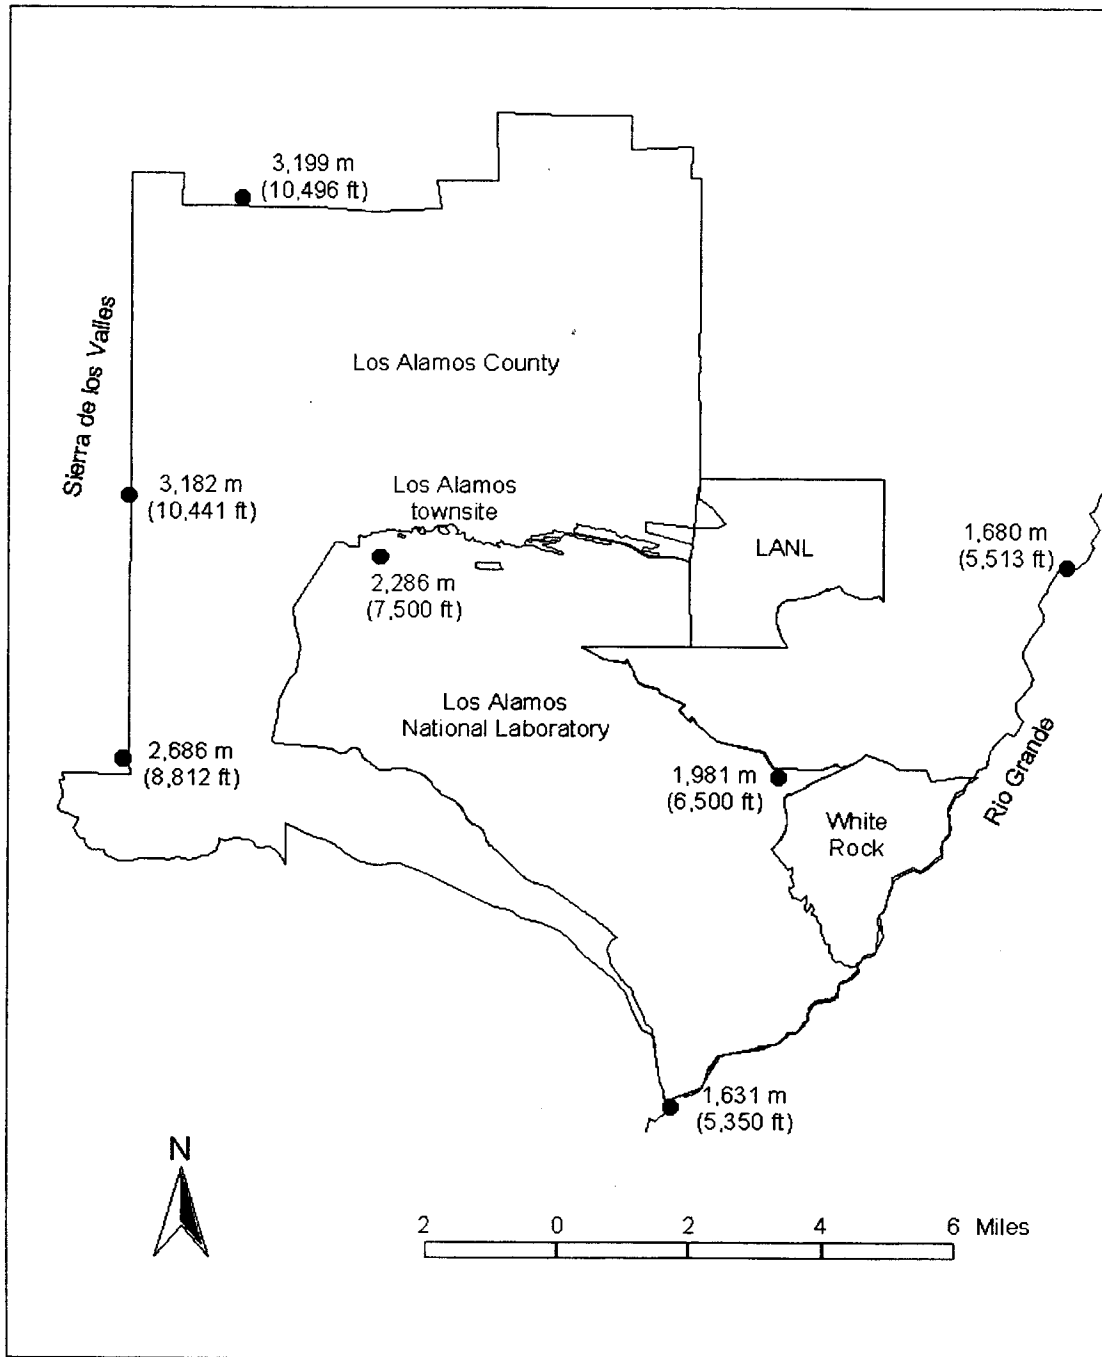 3,199 m
(10,496 ft)
Sierra de los Valles
Los Alamos County
3,182 m
(10,441 ft)
Los Alamos
townsite
LANL
1,680 m
(5,513 ft)
2,286 m
(7,500 ft)
Los Alamos
National Laboratory
2,686 m
(8,812 ft)
1,981 m
(6,500 ft)
Rio Grande
White
Rock
1,631 m
(5,350 ft)
N
2 0 2 4 6 Miles